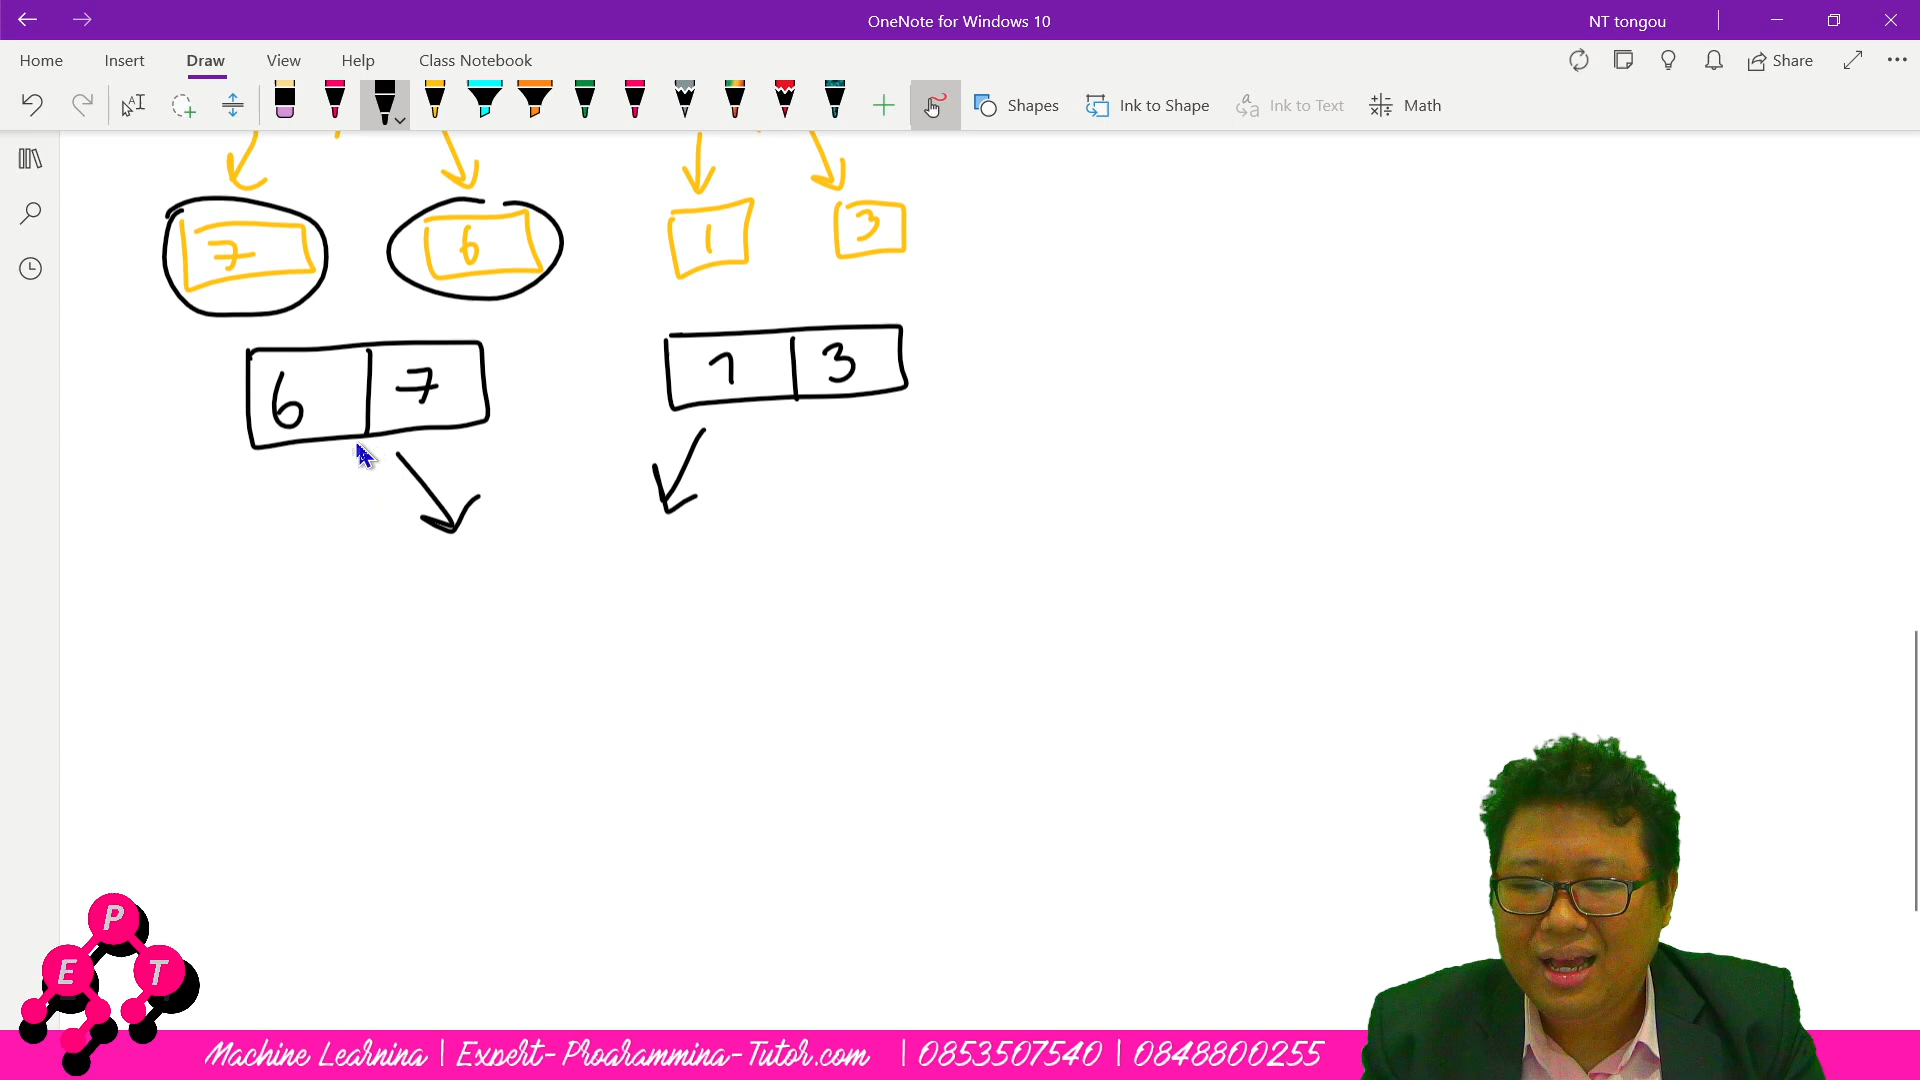 OneNote for Windows 10
NT tongou
Home Insert Draw View Help Class Notebook
Share
Shapes Ink to Shape Ink to Text Math
7 6 1 3
6 7 1 3
P
E T
Machine Learning | Expert-Programming-Tutor.com | 0853507540 | 0848800255